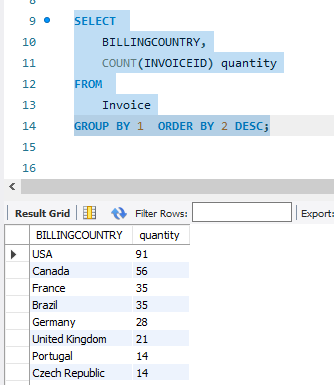 9 SELECT
10 BILLINGCOUNTRY,
11 COUNT(INVOICEID) quantity
12 FROM
13 Invoice
14 GROUP BY 1 ORDER BY 2 DESC;
15
16
Result Grid Filter Rows: Export:
BILLINGCOUNTRY quantity
USA 91
Canada 56
France 35
Brazil 35
Germany 28
United Kingdom 21
Portugal 14
Czech Republic 14